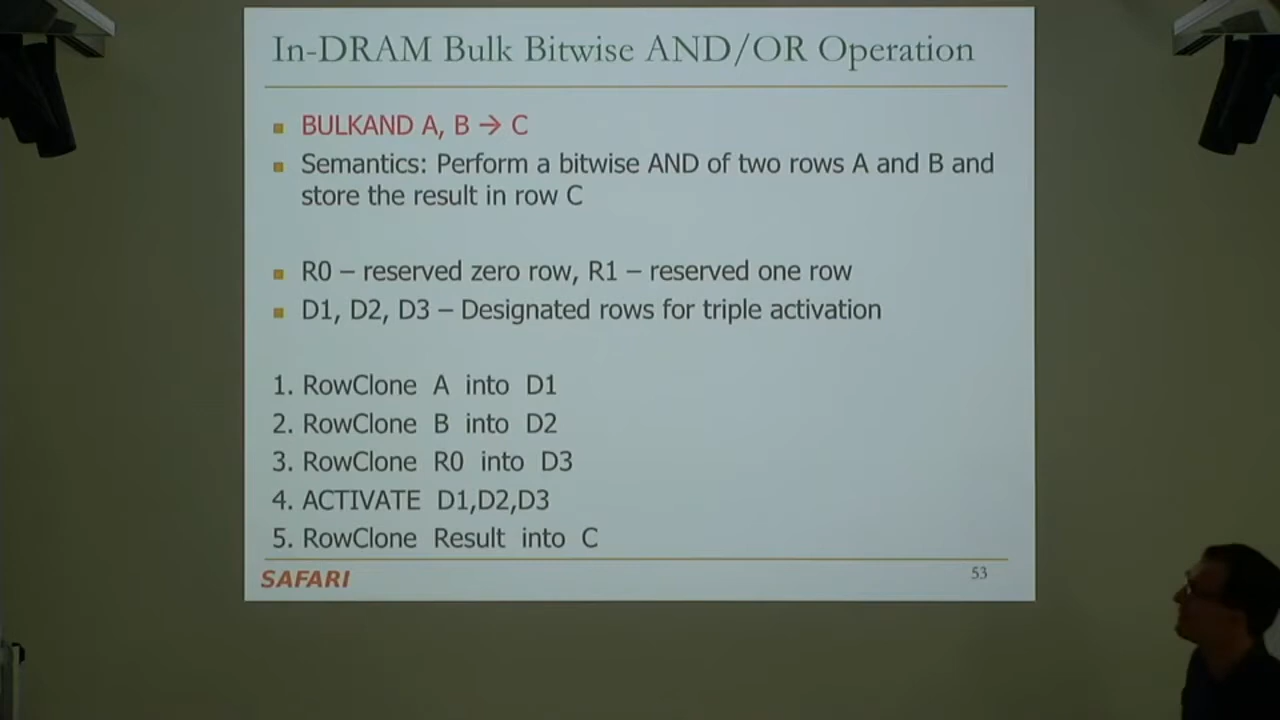 In-DRAM Bulk Bitwise AND/OR Operation
BULKAND A, B → C
Semantics: Perform a bitwise AND of two rows A and B and
store the result in row C
R0 – reserved zero row, R1 – reserved one row
D1, D2, D3 – Designated rows for triple activation
1. RowClone A into D1
2. RowClone B into D2
3. RowClone R0 into D3
4. ACTIVATE D1,D2,D3
5. RowClone Result into C
SAFARI
53